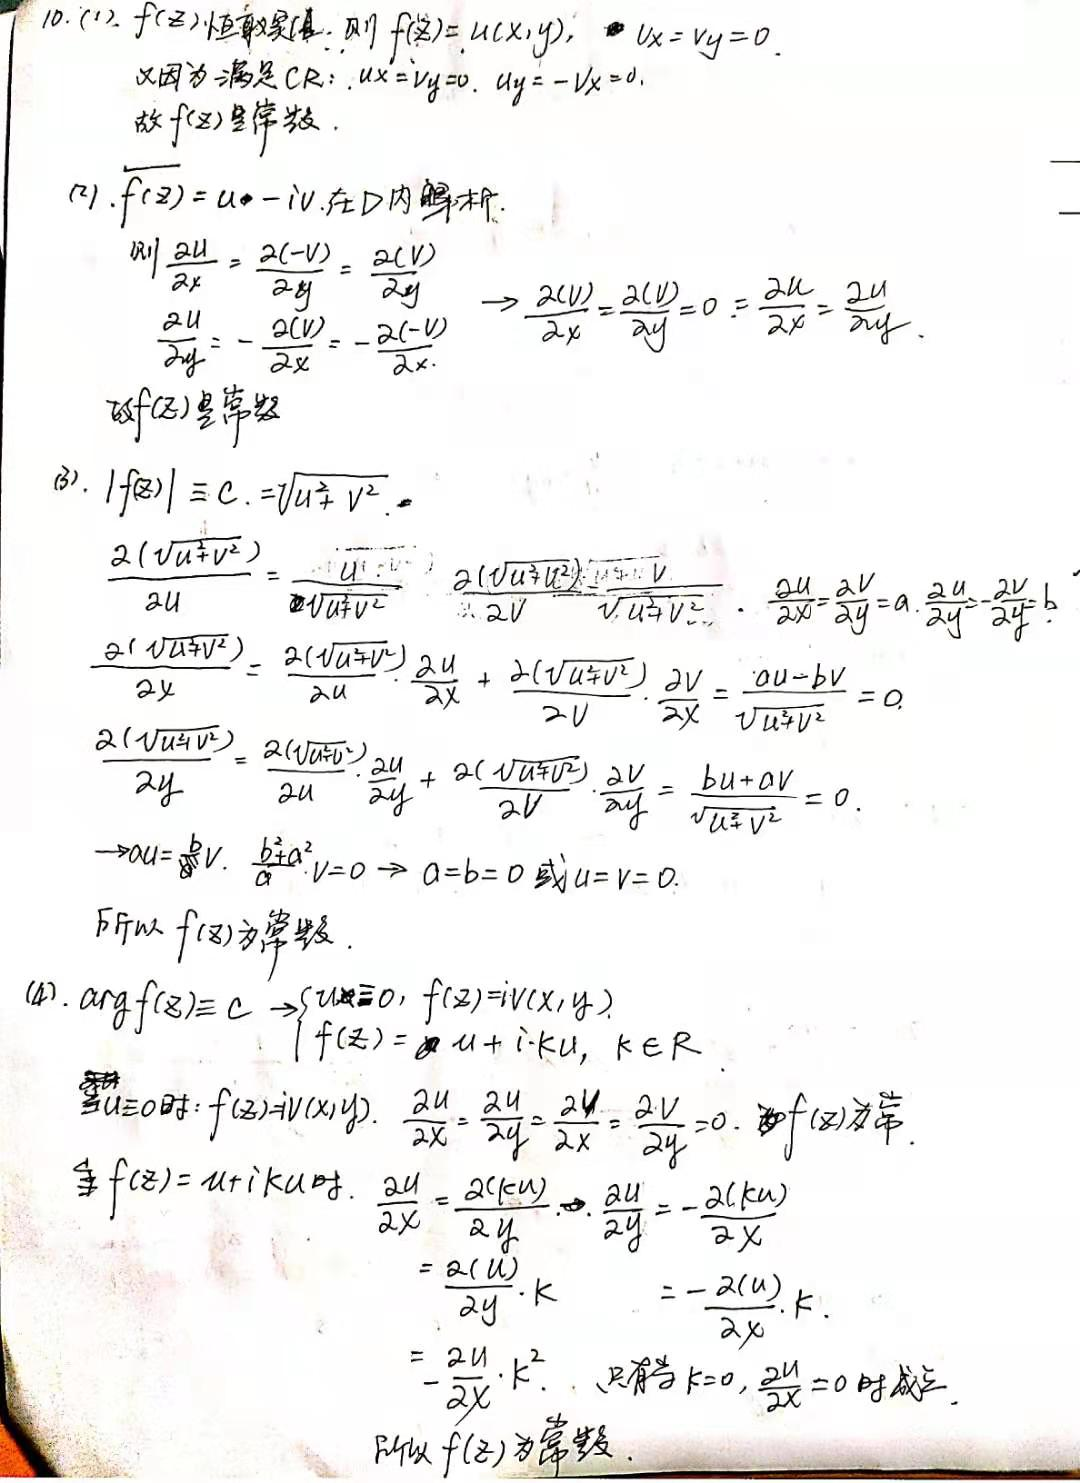 10.(1). f(z)恒取实值. 则 f(z)=u(x,y), Vx=Vy=0.
又因为满足CR: ux=Vy=0. uy=-Vx=0.
故f(z)是常数.
(2). \overline{f(z)}=u-iv.在D内解析.
则 ∂u/∂x = ∂(-V)/∂y = ∂(V)/∂y
∂u/∂y = -∂(V)/∂x = -∂(-V)/∂x. → ∂(V)/∂x = ∂(V)/∂y = 0 = ∂u/∂x = ∂u/∂y.
故f(z)是常数
(3). |f(z)| ≡ C. = √(u²+v²).
∂(√(u²+v²))/∂u = u/√(u²+v²) ∂(√(u²+v²))/∂v = v/√(u²+v²). ∂u/∂x = ∂v/∂y = a. ∂u/∂y = -∂v/∂y = b.
∂(√(u²+v²))/∂x = ∂(√(u²+v²))/∂u · ∂u/∂x + ∂(√(u²+v²))/∂v · ∂v/∂x = (au-bv)/√(u²+v²) = 0.
∂(√(u²+v²))/∂y = ∂(√(u²+v²))/∂u · ∂u/∂y + ∂(√(u²+v²))/∂v · ∂v/∂y = (bu+av)/√(u²+v²) = 0.
→au=bv. (b²+a²)/a · v=0 → a=b=0 或 u=v=0.
所以 f(z)为常数.
(4). arg f(z) ≡ C → { u≡0, f(z)=iv(x,y).
f(z) = u+i·ku, k∈R
当u≡0时: f(z)=iv(x,y). ∂u/∂x = ∂u/∂y = ∂v/∂x = ∂v/∂y = 0. f(z)为常.
当 f(z)=u+iku时. ∂u/∂x = ∂(ku)/∂y. ∂u/∂y = -∂(ku)/∂x
= ∂(u)/∂y · k = -∂(u)/∂x · k.
= -∂u/∂x · k². 只有当 k=0, ∂u/∂x=0 时成立.
所以 f(z)为常数.